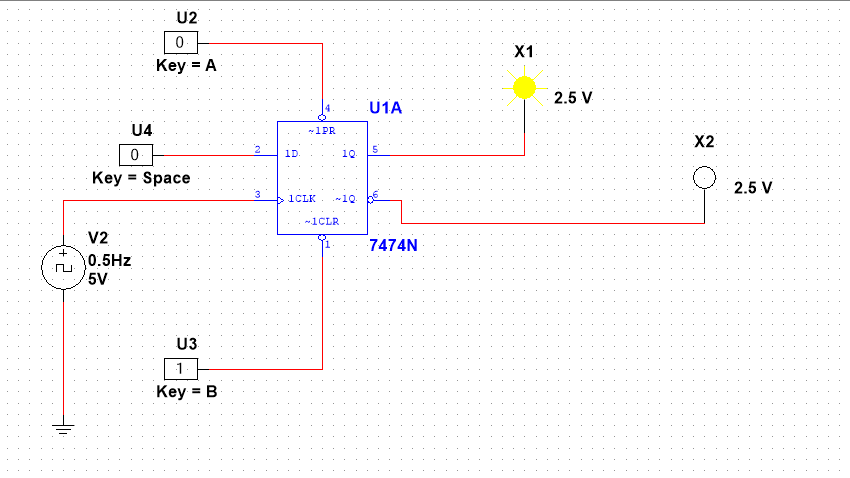 U2
0
Key = A
X1
2.5 V
4
U1A
~1PR
U4
0
Key = Space
2
1D
1Q
5
X2
2.5 V
3
1CLK
~1Q
6
~1CLR
1
7474N
V2
0.5Hz
5V
+
U3
1
Key = B